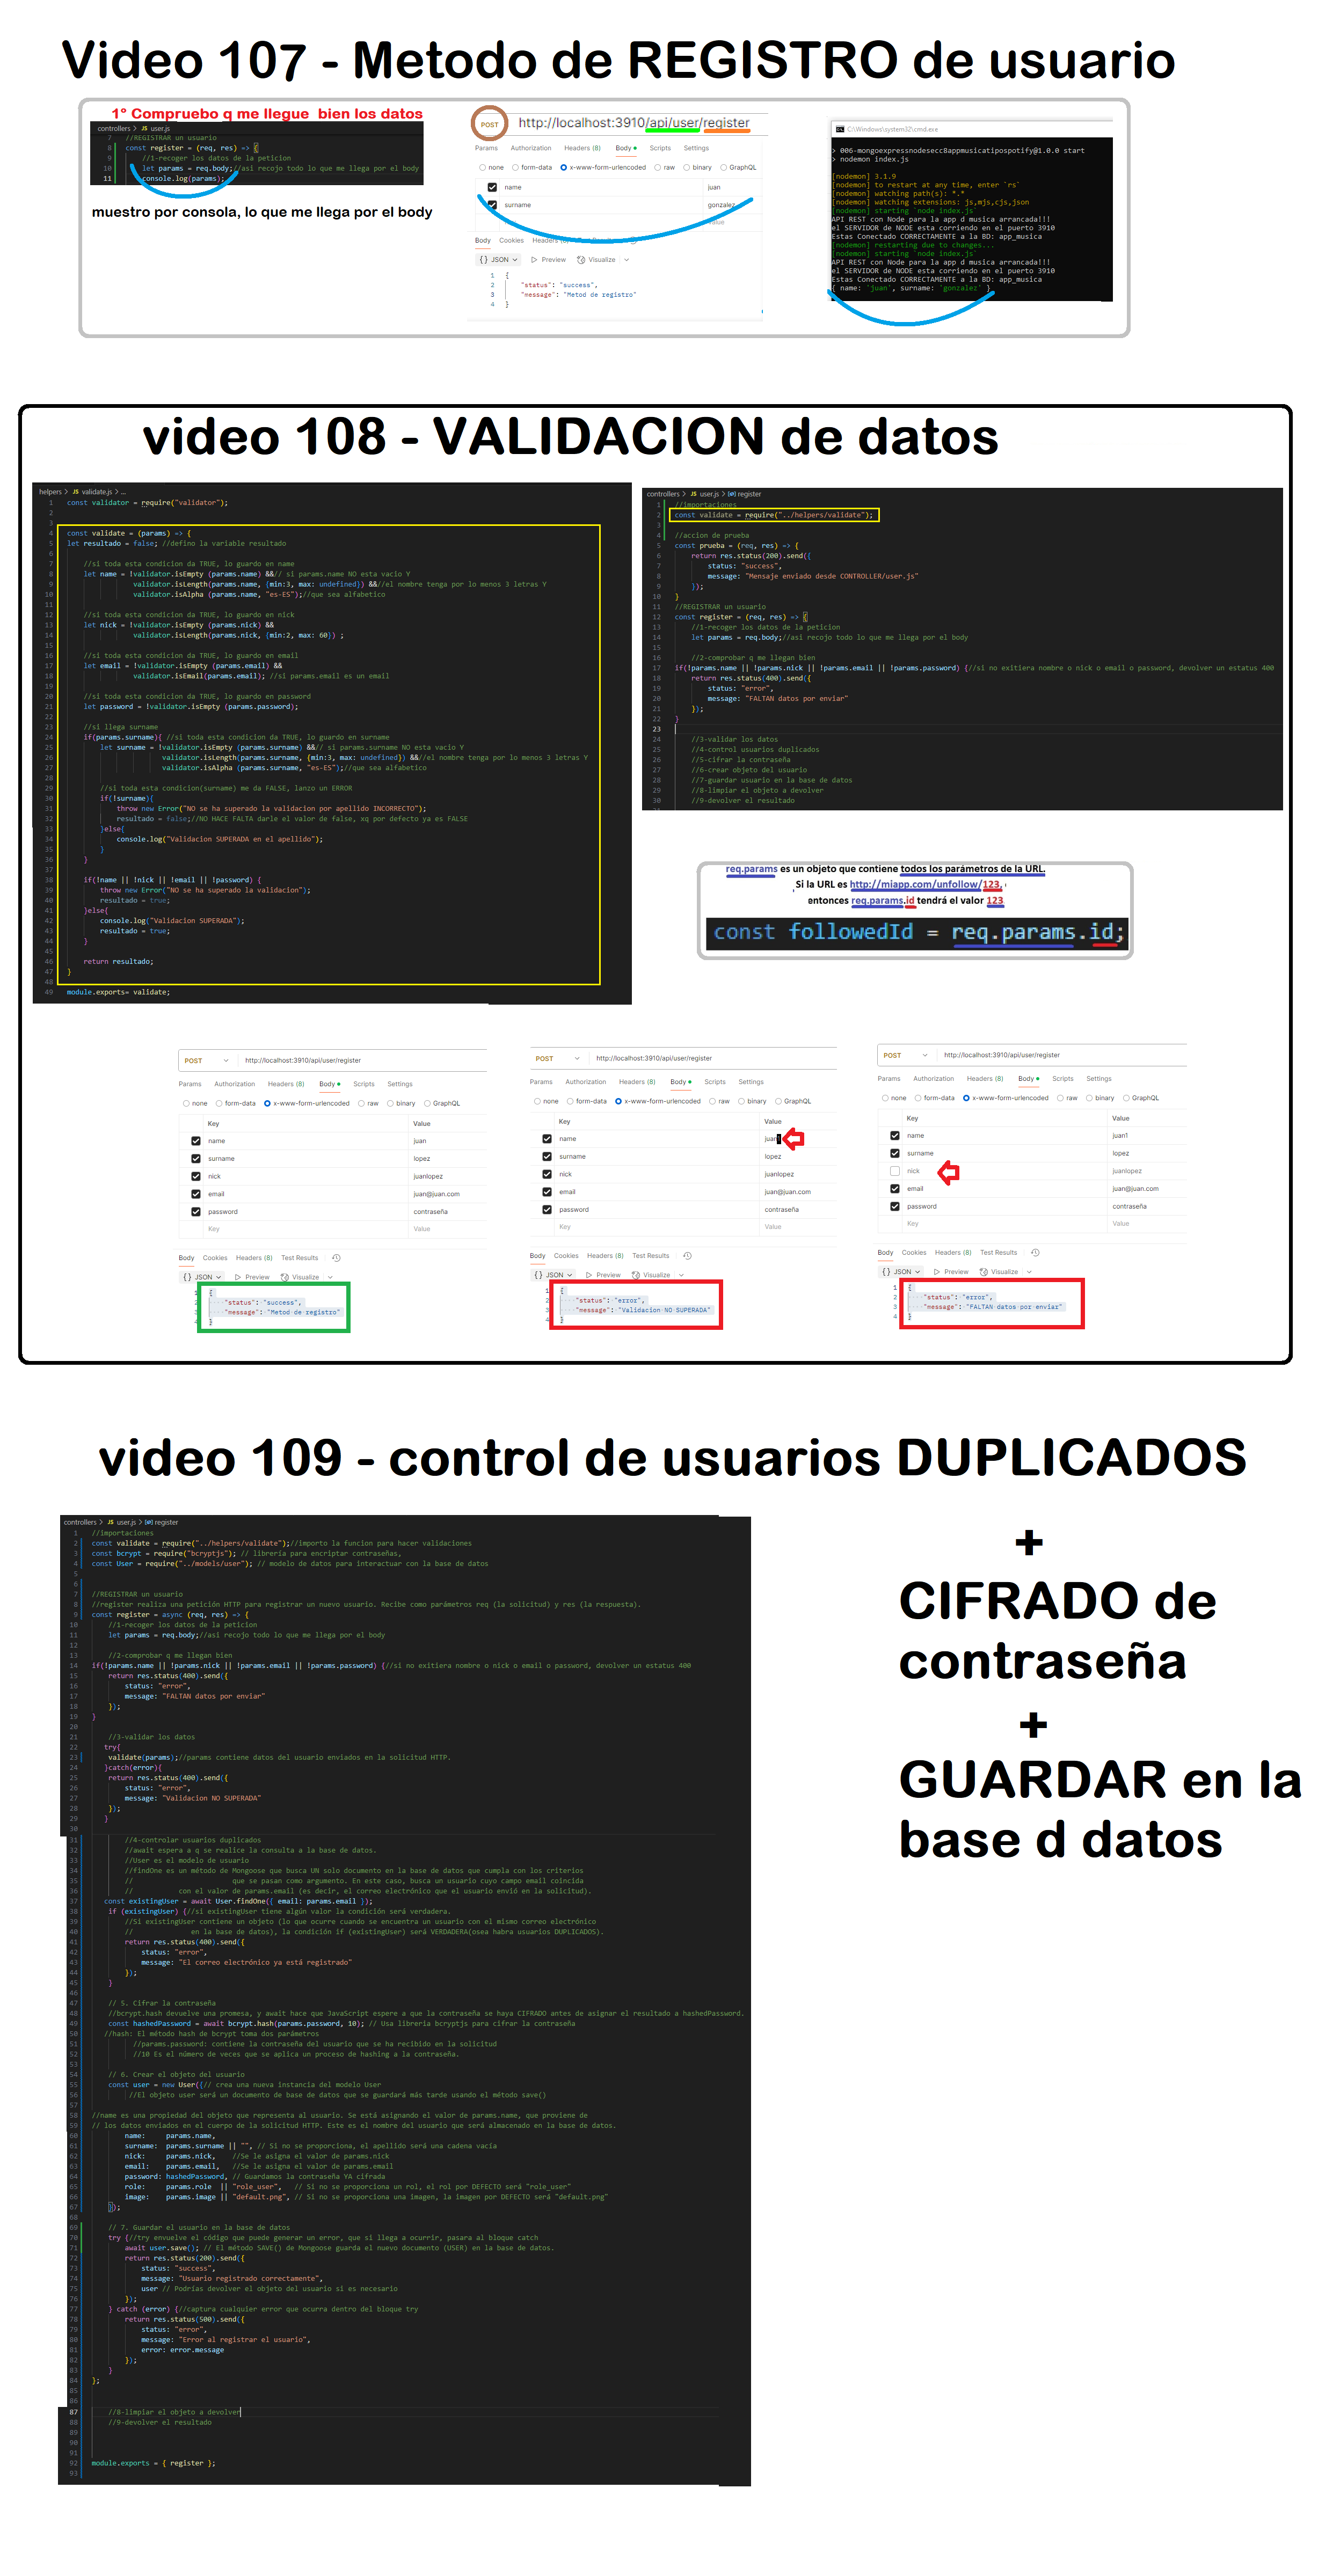 Video 107 - Metodo de REGISTRO de usuario
1º Compruebo q me llegue bien los datos
controllers > JS user.js
7 //REGISTRAR un usuario
8 const register = (req, res) => {
9 //1-recoger los datos de la peticion
10 let params = req.body;//asi recojo todo lo que me llega por el body
11 console.log(params);
muestro por consola, lo que me llega por el body
POST http://localhost:3910/api/user/register
Params Authorization Headers (8) Body Scripts Settings
none form-data x-www-form-urlencoded raw binary GraphQL
name juan
surname gonzalez
Value
Body Cookies Headers (8)
{ } JSON Preview Visualize
1 {
2 "status": "success",
3 "message": "Metod de registro"
4 }
C:\Windows\system32\cmd.exe
> 006-mongoexpressnodesecc8appmusicatipospotify@1.0.0 start
> nodemon index.js
[nodemon] 3.1.9
[nodemon] to restart at any time, enter `rs`
[nodemon] watching path(s): *.*
[nodemon] watching extensions: js,mjs,cjs,json
[nodemon] starting `node index.js`
API REST con Node para la app d musica arrancada!!!
el SERVIDOR de NODE esta corriendo en el puerto 3910
Estas Conectado CORRECTAMENTE a la BD: app_musica
[nodemon] restarting due to changes...
[nodemon] starting `node index.js`
API REST con Node para la app d musica arrancada!!!
el SERVIDOR de NODE esta corriendo en el puerto 3910
Estas Conectado CORRECTAMENTE a la BD: app_musica
{ name: 'juan', surname: 'gonzalez' }
video 108 - VALIDACION de datos
helpers > JS validate.js > ...
1 const validator = require("validator");
2
3
4 const validate = (params) => {
5 let resultado = false; //defino la variable resultado
6
7 //si toda esta condicion da TRUE, lo guardo en name
8 let name = !validator.isEmpty (params.name) &&// si params.name NO esta vacio Y
9 validator.isLength(params.name, {min:3, max: undefined}) &&//el nombre tenga por lo menos 3 letras Y
10 validator.isAlpha (params.name, "es-ES");//que sea alfabetico
11
12 //si toda esta condicion da TRUE, lo guardo en nick
13 let nick = !validator.isEmpty (params.nick) &&
14 validator.isLength(params.nick, {min:2, max: 60}) ;
15
16 //si toda esta condicion da TRUE, lo guardo en email
17 let email = !validator.isEmpty (params.email) &&
18 validator.isEmail(params.email); //si params.email es un email
19
20 //si toda esta condicion da TRUE, lo guardo en password
21 let password = !validator.isEmpty (params.password);
22
23 //si llega surname
24 if(params.surname){ //si toda esta condicion da TRUE, lo guardo en surname
25 let surname = !validator.isEmpty (params.surname) &&// si params.surname NO esta vacio Y
26 validator.isLength(params.surname, {min:3, max: undefined}) &&//el nombre tenga por lo menos 3 letras Y
27 validator.isAlpha (params.surname, "es-ES");//que sea alfabetico
28
29 //si toda esta condicion(surname) me da FALSE, lanzo un ERROR
30 if(!surname){
31 throw new Error("NO se ha superado la validacion por apellido INCORRECTO");
32 resultado = false;//NO HACE FALTA darle el valor de false, xq por defecto ya es FALSE
33 }else{
34 console.log("Validacion SUPERADA en el apellido");
35 }
36 }
37
38 if(!name || !nick || !email || !password) {
39 throw new Error("NO se ha superado la validacion");
40 resultado = true;
41 }else{
42 console.log("Validacion SUPERADA");
43 resultado = true;
44 }
45
46 return resultado;
47 }
48
49 module.exports= validate;
controllers > JS user.js > register
1 //importaciones
2 const validate = require("../helpers/validate");
3
4 //accion de prueba
5 const prueba = (req, res) => {
6 return res.status(200).send({
7 status: "success",
8 message: "Mensaje enviado desde CONTROLLER/user.js"
9 });
10 }
11 //REGISTRAR un usuario
12 const register = (req, res) => {
13 //1-recoger los datos de la peticion
14 let params = req.body;//asi recojo todo lo que me llega por el body
15
16 //2-comprobar q me llegan bien
17 if(!params.name || !params.nick || !params.email || !params.password) {//si no exitiera nombre o nick o email o password, devolver un estatus 400
18 return res.status(400).send({
19 status: "error",
20 message: "FALTAN datos por enviar"
21 });
22 }
23
24 //3-validar los datos
25 //4-control usuarios duplicados
26 //5-cifrar la contraseña
27 //6-crear objeto del usuario
28 //7-guardar usuario en la base de datos
29 //8-limpiar el objeto a devolver
30 //9-devolver el resultado
req.params es un objeto que contiene todos los parámetros de la URL.
Si la URL es http://miapp.com/unfollow/123,
entonces req.params.id tendrá el valor 123
const followedId = req.params.id;
POST http://localhost:3910/api/user/register
Params Authorization Headers (8) Body Scripts Settings
none form-data x-www-form-urlencoded raw binary GraphQL
Key Value
name juan
surname lopez
nick juanlopez
email juan@juan.com
password contraseña
Key Value
Body Cookies Headers (8) Test Results
{ } JSON Preview Visualize
1 {
2 "status": "success",
3 "message": "Metod de registro"
4 }
POST http://localhost:3910/api/user/register
Params Authorization Headers (8) Body Scripts Settings
none form-data x-www-form-urlencoded raw binary GraphQL
Key Value
name juan1
surname lopez
nick juanlopez
email juan@juan.com
password contraseña
Key Value
Body Cookies Headers (8) Test Results
{ } JSON Preview Visualize
1 {
2 "status": "error",
3 "message": "Validacion NO SUPERADA"
4 }
POST http://localhost:3910/api/user/register
Params Authorization Headers (8) Body Scripts Settings
none form-data x-www-form-urlencoded raw binary GraphQL
Key Value
name juan1
surname lopez
nick juanlopez
email juan@juan.com
password contraseña
Key Value
Body Cookies Headers (8) Test Results
{ } JSON Preview Visualize
1 {
2 "status": "error",
3 "message": "FALTAN datos por enviar"
4 }
video 109 - control de usuarios DUPLICADOS
+
CIFRADO de
contraseña
+
GUARDAR en la
base d datos
controllers > JS user.js > register
1 //importaciones
2 const validate = require("../helpers/validate");//importo la funcion para hacer validaciones
3 const bcrypt = require("bcryptjs"); // librería para encriptar contraseñas,
4 const User = require("../models/user"); // modelo de datos para interactuar con la base de datos
5
6
7 //REGISTRAR un usuario
8 //register realiza una petición HTTP para registrar un nuevo usuario. Recibe como parámetros req (la solicitud) y res (la respuesta).
9 const register = async (req, res) => {
10 //1-recoger los datos de la peticion
11 let params = req.body;//asi recojo todo lo que me llega por el body
12
13 //2-comprobar q me llegan bien
14 if(!params.name || !params.nick || !params.email || !params.password) {//si no exitiera nombre o nick o email o password, devolver un estatus 400
15 return res.status(400).send({
16 status: "error",
17 message: "FALTAN datos por enviar"
18 });
19 }
20
21 //3-validar los datos
22 try{
23 validate(params);//params contiene datos del usuario enviados en la solicitud HTTP.
24 }catch(error){
25 return res.status(400).send({
26 status: "error",
27 message: "Validacion NO SUPERADA"
28 });
29 }
30
31 //4-controlar usuarios duplicados
32 //await espera a q se realice la consulta a la base de datos.
33 //User es el modelo de usuario
34 //findOne es un método de Mongoose que busca UN solo documento en la base de datos que cumpla con los criterios
35 // que se pasan como argumento. En este caso, busca un usuario cuyo campo email coincida
36 // con el valor de params.email (es decir, el correo electrónico que el usuario envió en la solicitud).
37 const existingUser = await User.findOne({ email: params.email });
38 if (existingUser) {//si existingUser tiene algún valor la condición será verdadera.
39 //Si existingUser contiene un objeto (lo que ocurre cuando se encuentra un usuario con el mismo correo electrónico
40 // en la base de datos), la condición if (existingUser) será VERDADERA(osea habra usuarios DUPLICADOS).
41 return res.status(400).send({
42 status: "error",
43 message: "El correo electrónico ya está registrado"
44 });
45 }
46
47 // 5. Cifrar la contraseña
48 //bcrypt.hash devuelve una promesa, y await hace que JavaScript espere a que la contraseña se haya CIFRADO antes de asignar el resultado a hashedPassword.
49 const hashedPassword = await bcrypt.hash(params.password, 10); // Usa libreria bcryptjs para cifrar la contraseña
50 //hash: El método hash de bcrypt toma dos parámetros
51 //params.password: contiene la contraseña del usuario que se ha recibido en la solicitud
52 //10 Es el número de veces que se aplica un proceso de hashing a la contraseña.
53
54 // 6. Crear el objeto del usuario
55 const user = new User({// crea una nueva instancia del modelo User
56 //El objeto user será un documento de base de datos que se guardará más tarde usando el método save()
57
58 //name es una propiedad del objeto que representa al usuario. Se está asignando el valor de params.name, que proviene de
59 // los datos enviados en el cuerpo de la solicitud HTTP. Este es el nombre del usuario que será almacenado en la base de datos.
60 name: params.name,
61 surname: params.surname || "", // Si no se proporciona, el apellido será una cadena vacía
62 nick: params.nick, //Se le asigna el valor de params.nick
63 email: params.email, //Se le asigna el valor de params.email
64 password: hashedPassword, // Guardamos la contraseña YA cifrada
65 role: params.role || "role_user", // Si no se proporciona un rol, el rol por DEFECTO será "role_user"
66 image: params.image || "default.png", // Si no se proporciona una imagen, la imagen por DEFECTO será "default.png"
67 });
68
69 // 7. Guardar el usuario en la base de datos
70 try {//try envuelve el código que puede generar un error, que si llega a ocurrir, pasara al bloque catch
71 await user.save(); // El método SAVE() de Mongoose guarda el nuevo documento (USER) en la base de datos.
72 return res.status(200).send({
73 status: "success",
74 message: "Usuario registrado correctamente",
75 user // Podrías devolver el objeto del usuario si es necesario
76 });
77 } catch (error) {//captura cualquier error que ocurra dentro del bloque try
78 return res.status(500).send({
79 status: "error",
80 message: "Error al registrar el usuario",
81 error: error.message
82 });
83 }
84 };
85
86
87 //8-limpiar el objeto a devolver
88 //9-devolver el resultado
89
90
91
92 module.exports = { register };
93